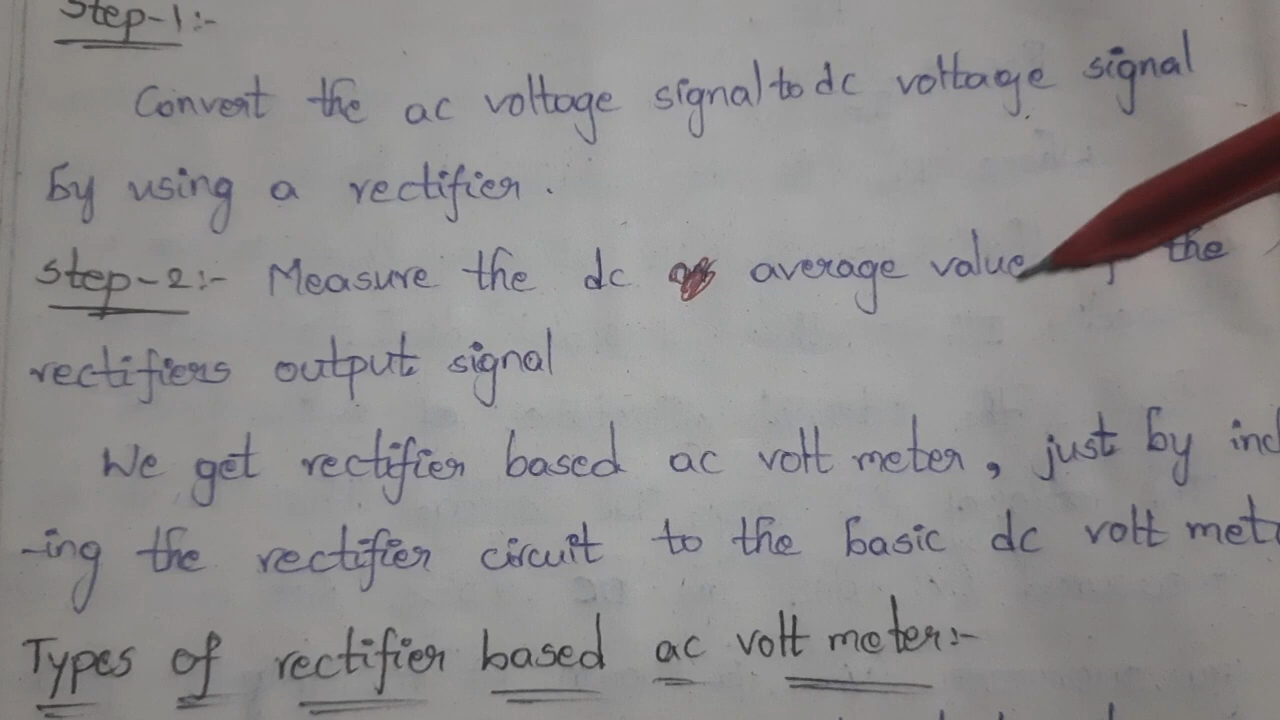 Step-1:-
Convert the ac voltage signal to dc voltage signal
by using a rectifier.
Step-2:- Measure the dc average value the
rectifiers output signal
We get rectifier based ac volt meter, just by incl
-ing the rectifier circuit to the basic dc volt met
Types of rectifier based ac volt meter:-